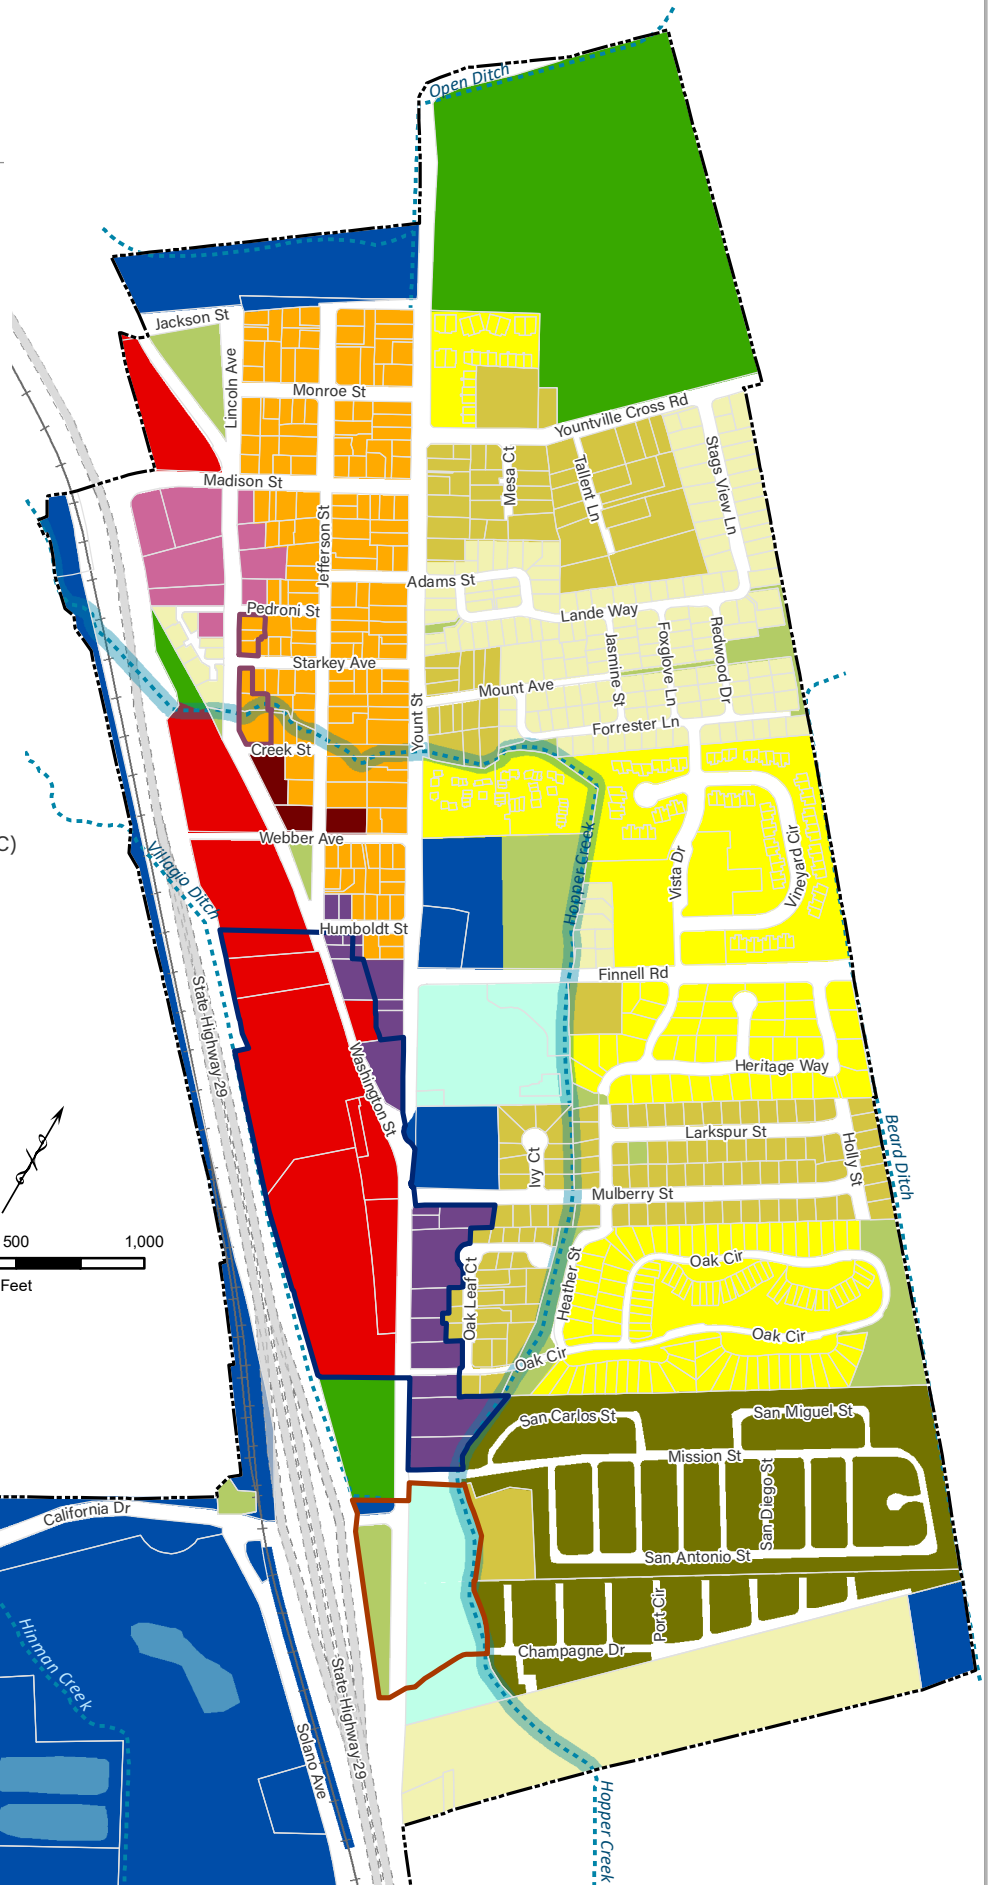 Open Ditch
Jackson St
Lincoln Ave
Monroe St
Yountville Cross Rd
Madison St
Mesa Ct
Tallent Ln
Stags View Ln
Jefferson St
Adams St
Pedroni St
Lande Way
Jasmine St
Foxglove Ln
Redwood Dr
Starkey Ave
Mount Ave
Yount St
Forrester Ln
Creek St
Webber Ave
C)
Villagio Ditch
Hopper Creek
Vista Dr
Vineyard Cir
Humboldt St
Finnell Rd
State Highway 29
Washington St
Heritage Way
Larkspur St
Beard Ditch
Ivy Ct
Holly St
Mulberry St
500
1,000
Feet
Oak Leaf Ct
Heather St
Oak Cir
Oak Cir
Oak Cir
San Carlos St
San Miguel St
Mission St
San Diego St
California Dr
San Antonio St
Port Cir
Champagne Dr
Hinman Creek
State Highway 29
Solano Ave
Hopper Creek